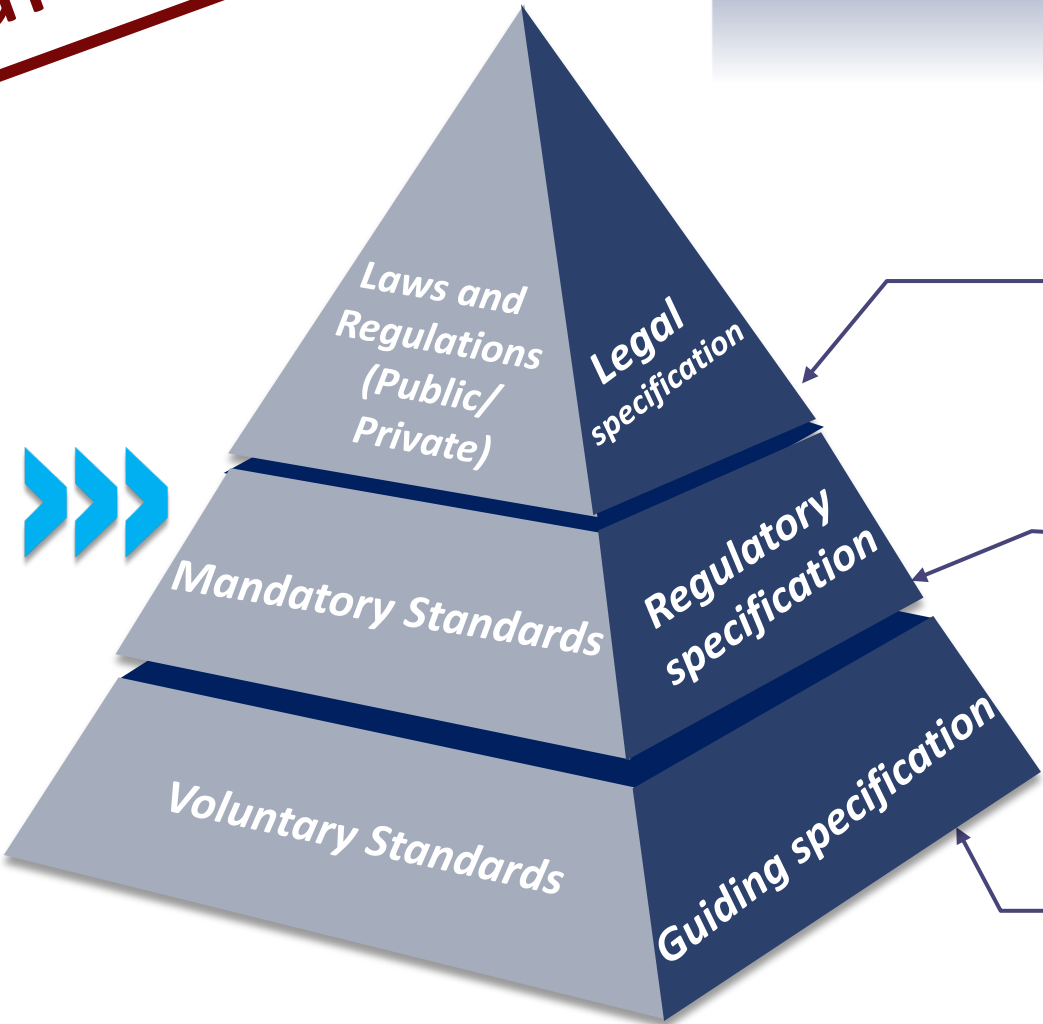 Laws and
Regulations
(Public/
Private)
Legal
specification
Mandatory Standards
Regulatory
specification
Voluntary Standards
Guiding specification